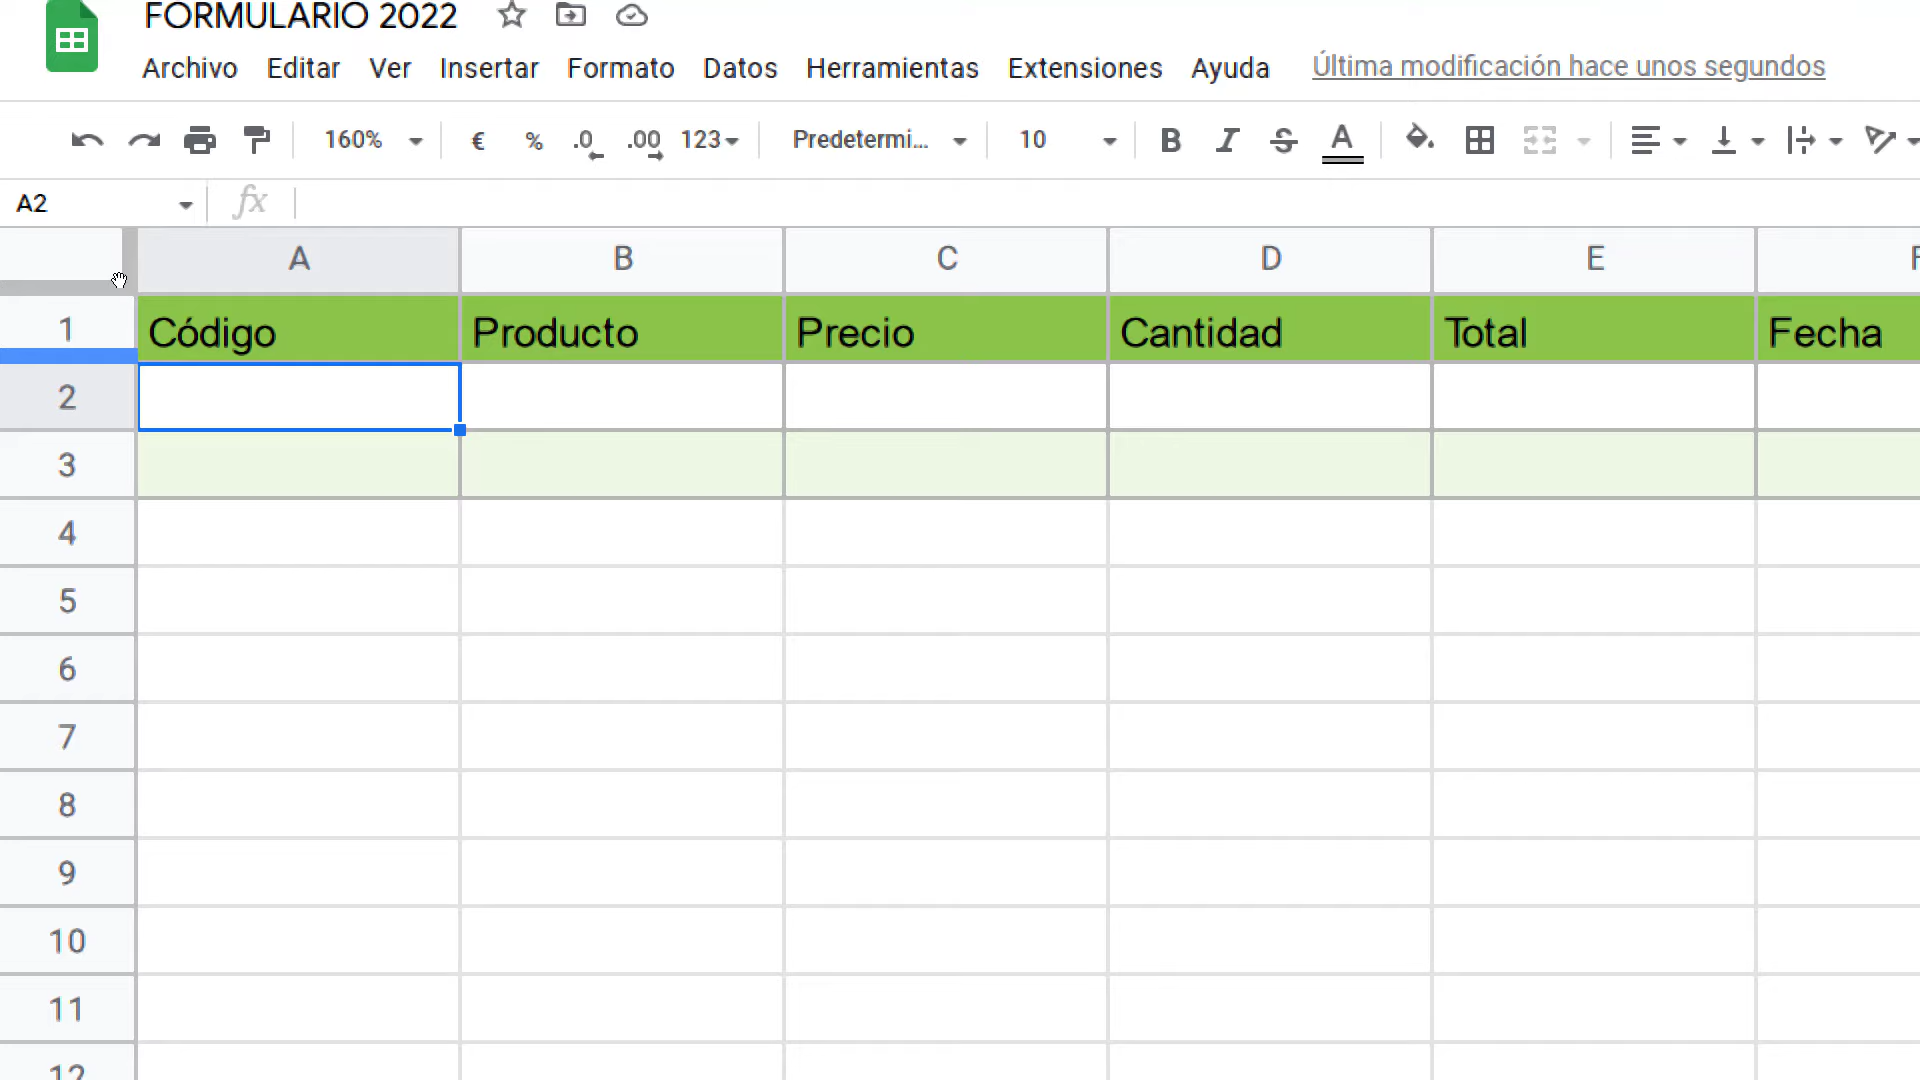 FORMULARIO 2022
Archivo Editar Ver Insertar Formato Datos Herramientas Extensiones Ayuda Última modificación hace unos segundos
160% € % .0 .00 123 Predetermi... 10 B I S A
A2 fx
A B C D E F
1 Código Producto Precio Cantidad Total Fecha
2
3
4
5
6
7
8
9
10
11
12